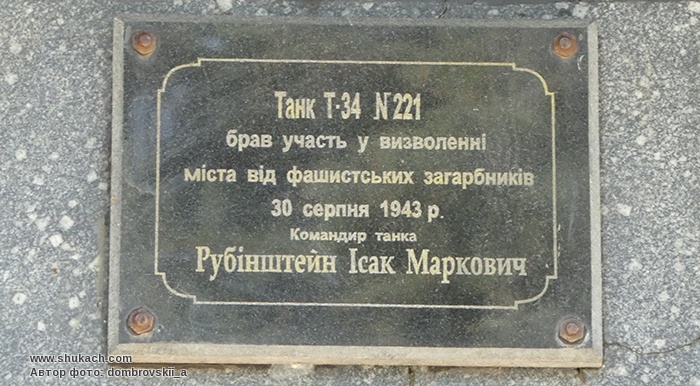 Танк Т-34 №221
брав участь у визволенні
міста від фашистських загарбників
30 серпня 1943 р.
Командир танка
Рубінштейн Ісак Маркович
www.shukach.com
Автор фото: dombrovskii_a